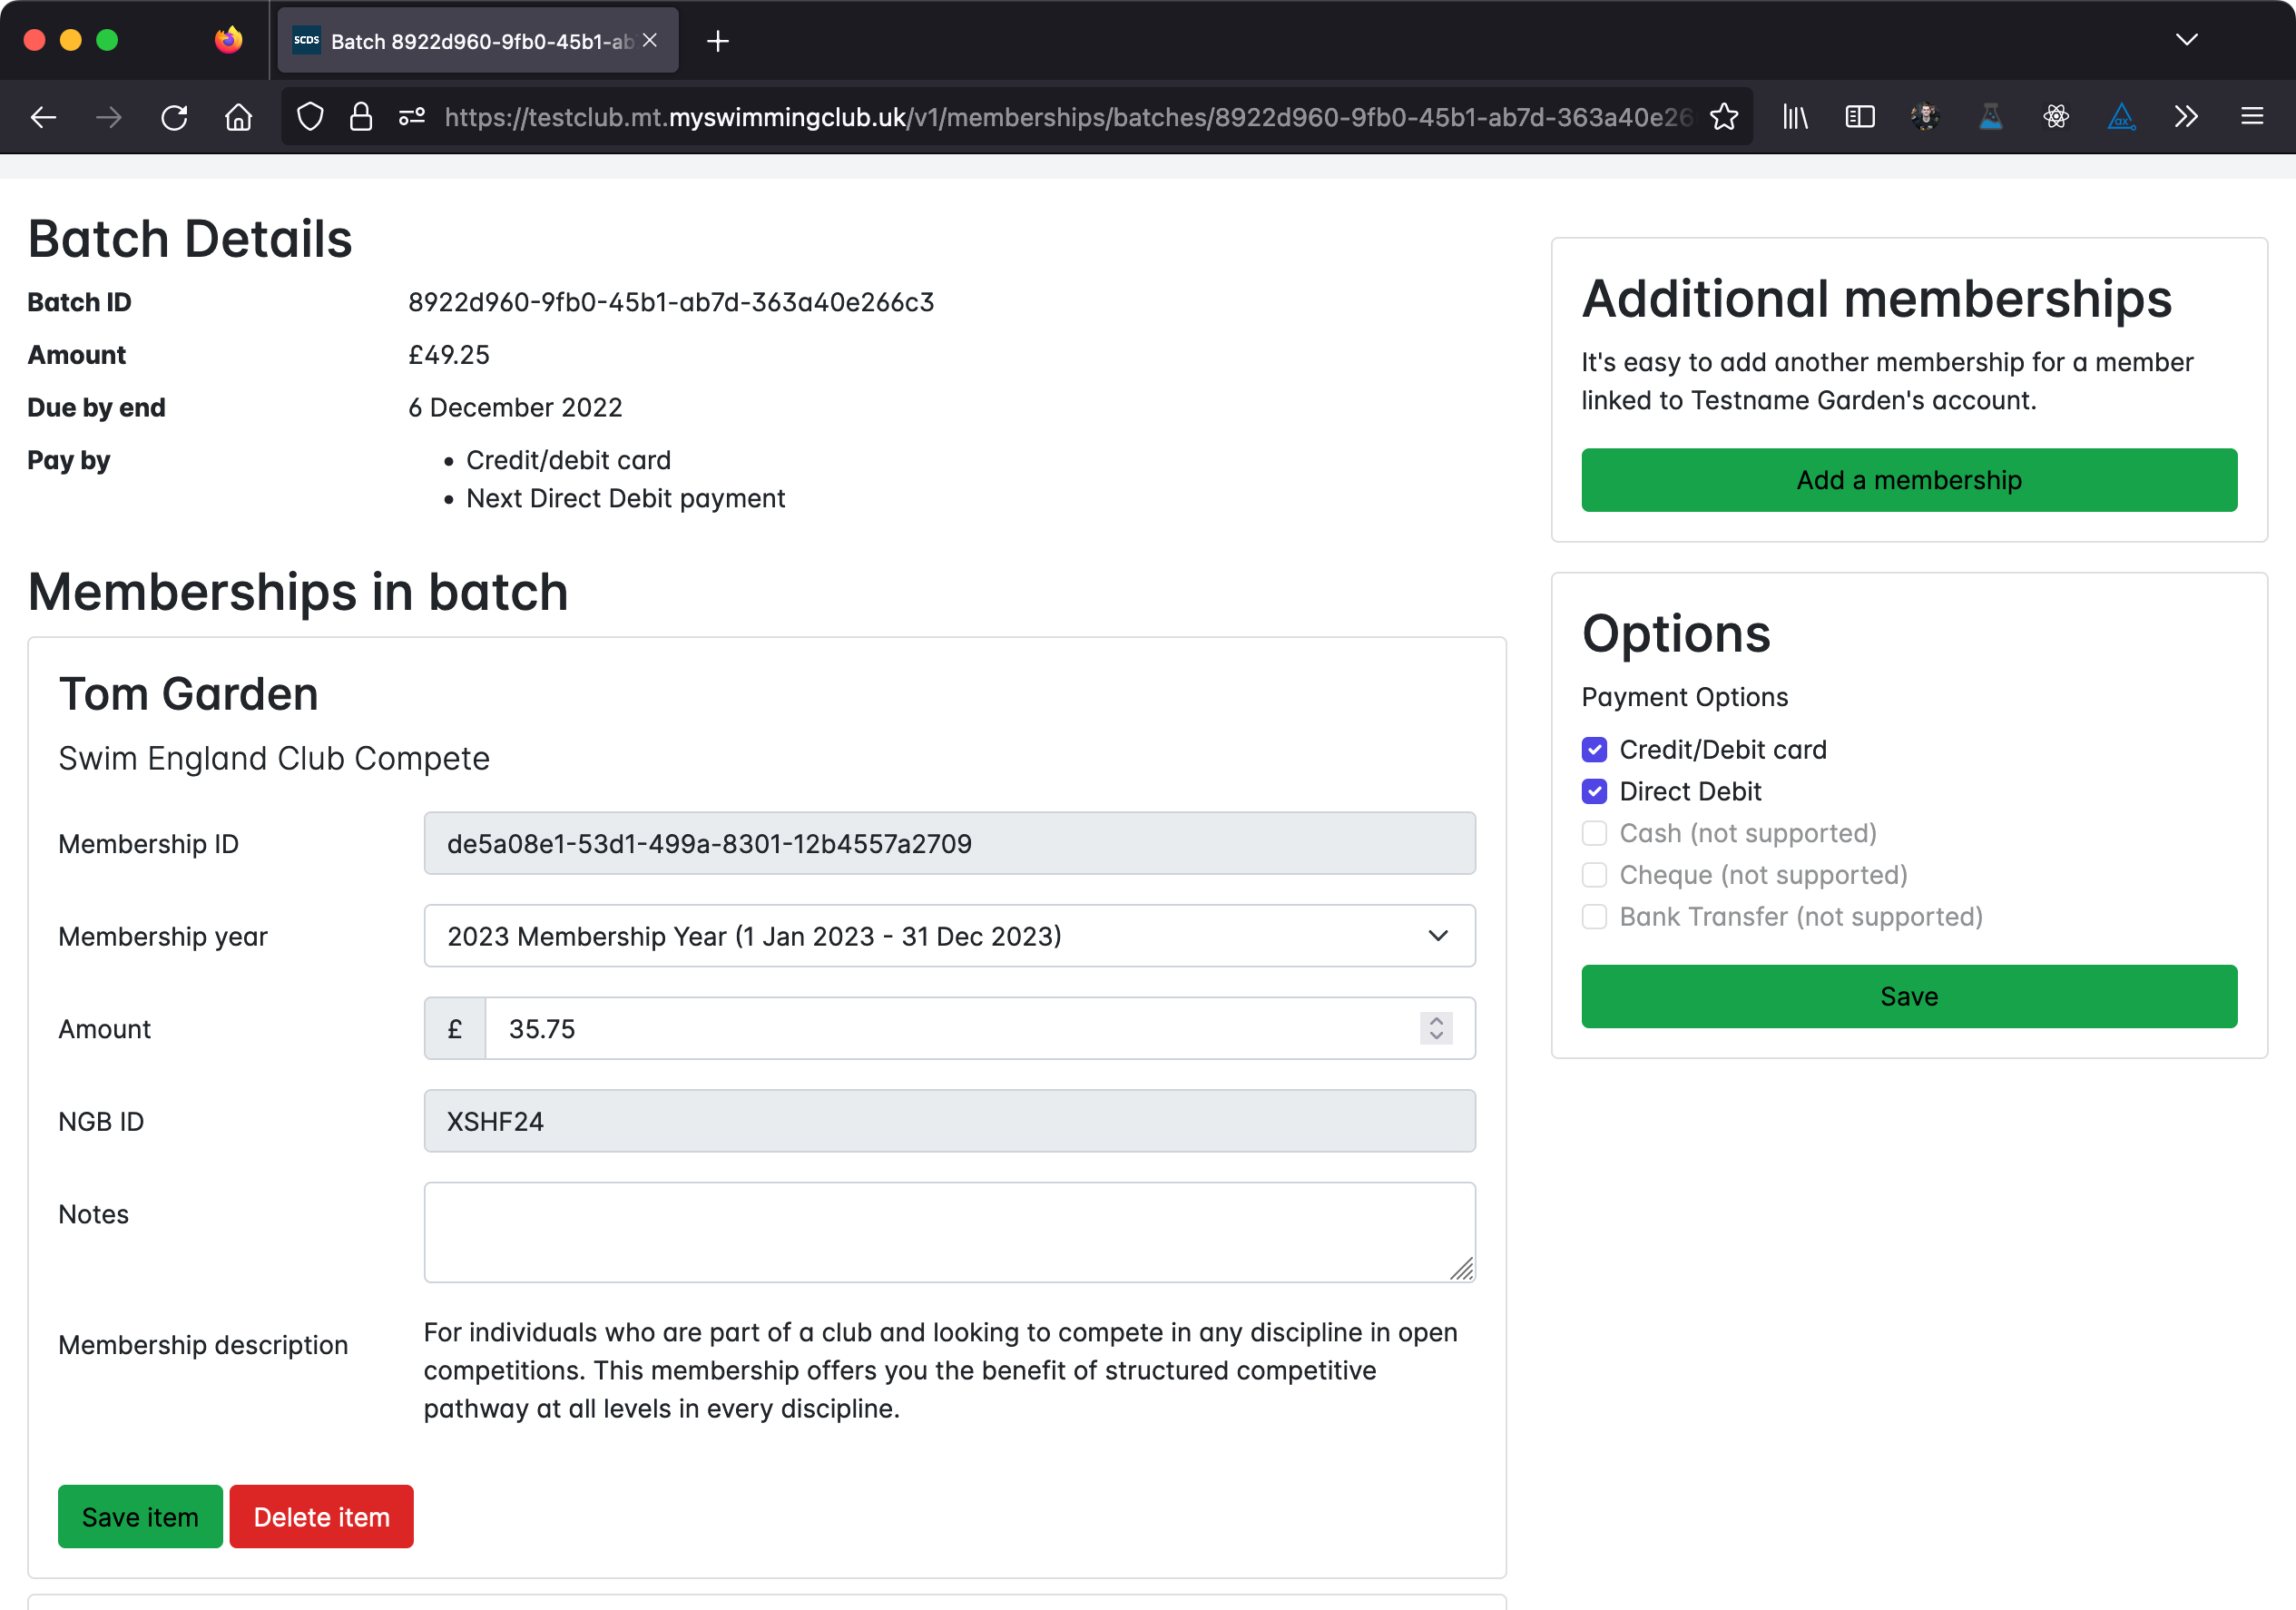 SCDS Batch 8922d960-9fb0-45b1-ab
https://testclub.mt.myswimmingclub.uk/v1/memberships/batches/8922d960-9fb0-45b1-ab7d-363a40e26
Batch Details
Batch ID 8922d960-9fb0-45b1-ab7d-363a40e266c3
Amount £49.25
Due by end 6 December 2022
Pay by
• Credit/debit card
• Next Direct Debit payment
Memberships in batch
Tom Garden
Swim England Club Compete
Membership ID de5a08e1-53d1-499a-8301-12b4557a2709
Membership year 2023 Membership Year (1 Jan 2023 - 31 Dec 2023)
Amount £ 35.75
NGB ID XSHF24
Notes
Membership description
For individuals who are part of a club and looking to compete in any discipline in open
competitions. This membership offers you the benefit of structured competitive
pathway at all levels in every discipline.
Save item Delete item
Additional memberships
It's easy to add another membership for a member
linked to Testname Garden's account.
Add a membership
Options
Payment Options
Credit/Debit card
Direct Debit
Cash (not supported)
Cheque (not supported)
Bank Transfer (not supported)
Save